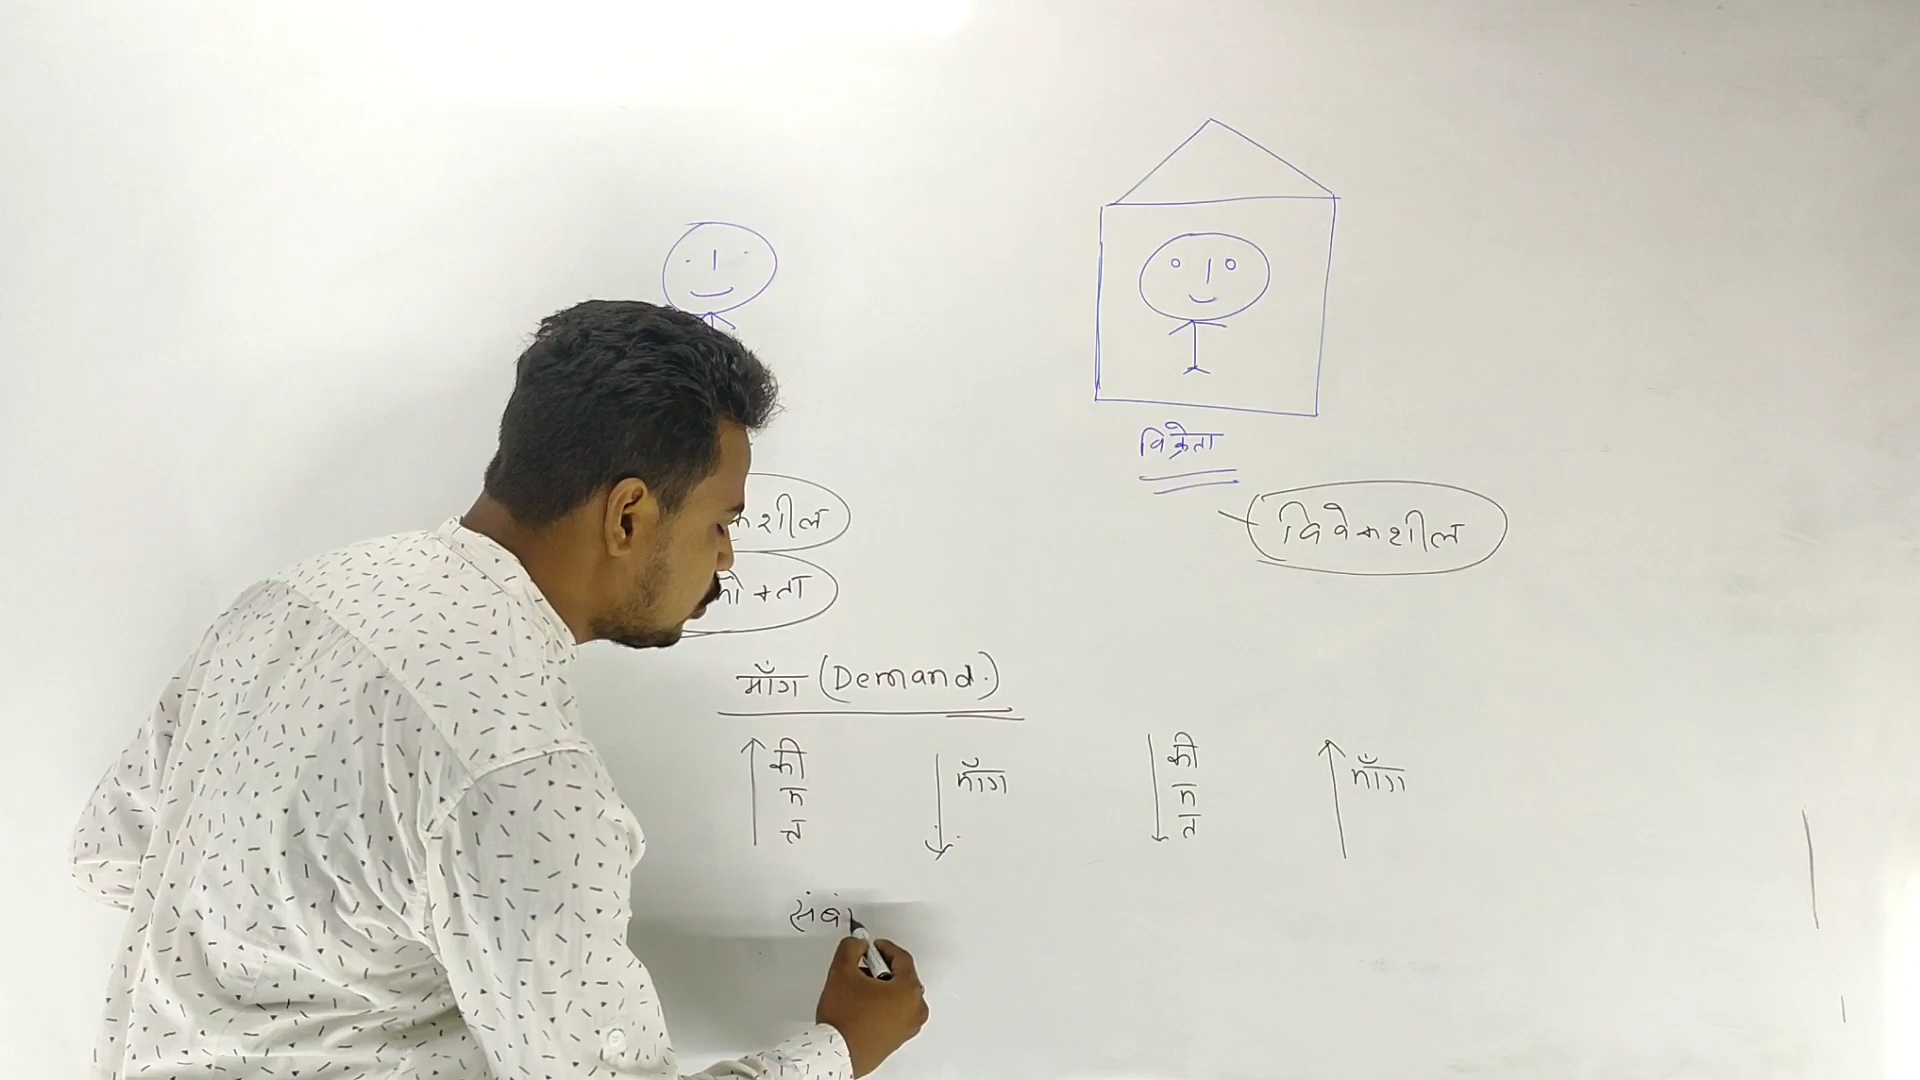 विक्रेता
कशील
विवेकशील
ोक्ता
माँग (Demand.)
कीमत माँग कीमत माँग
संबं